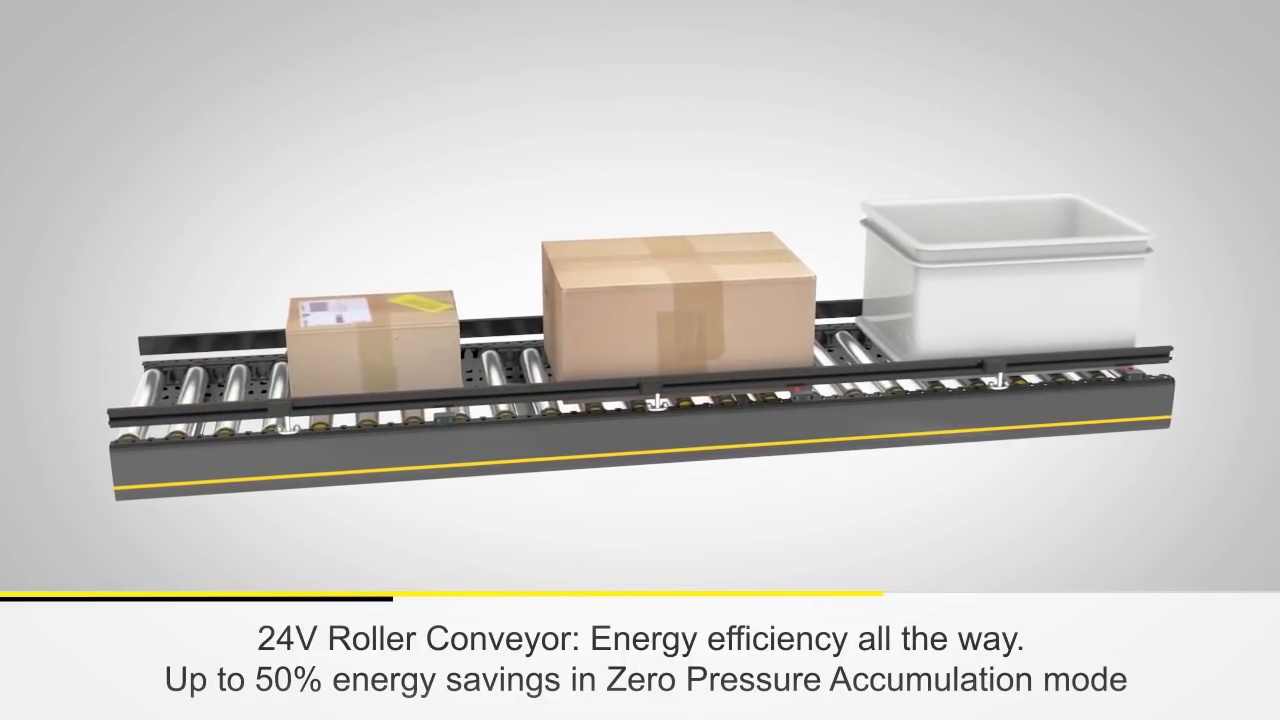 24V Roller Conveyor: Energy efficiency all the way.
Up to 50% energy savings in Zero Pressure Accumulation mode